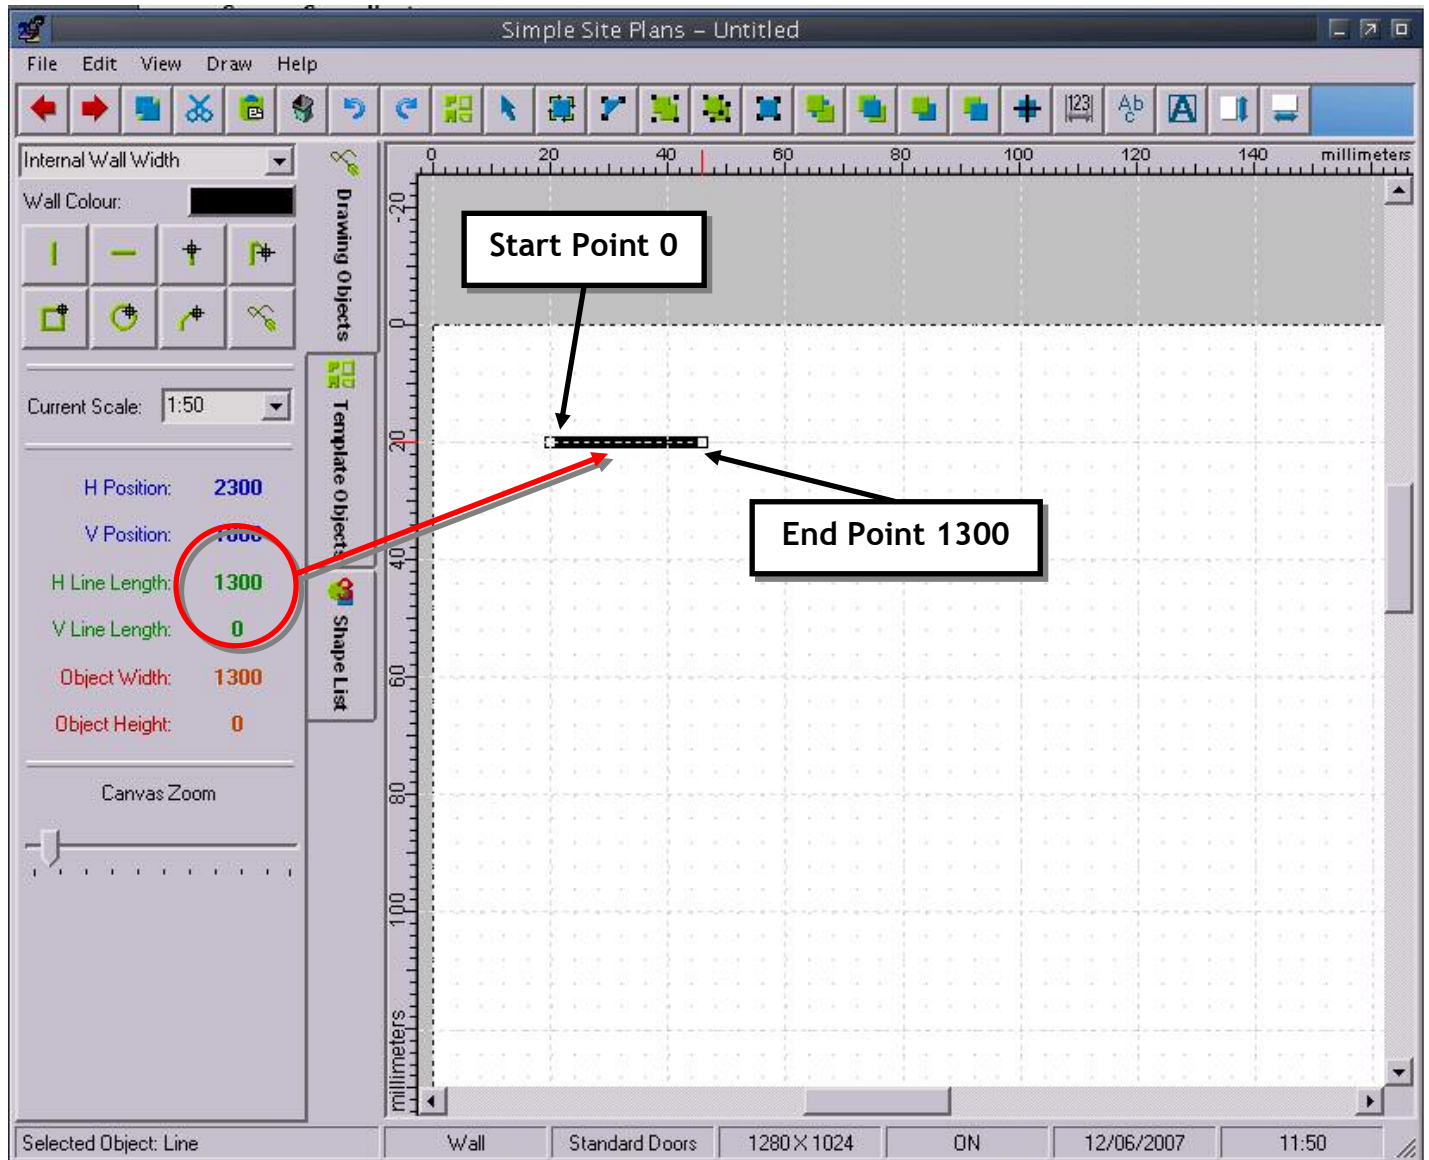 Simple Site Plans – Untitled
File Edit View Draw Help
123 Ab c A
Internal Wall Width
Wall Colour:
Current Scale: 1:50
H Position: 2300
V Position:
H Line Length: 1300
V Line Length: 0
Object Width: 1300
Object Height: 0
Canvas Zoom
Drawing Objects
Template Objects
Shape List
0 20 40 60 80 100 120 140 millimeters
-20
0
20
40
60
80
100
millimeters
Start Point 0
End Point 1300
Selected Object: Line Wall Standard Doors 1280 X 1024 ON 12/06/2007 11:50